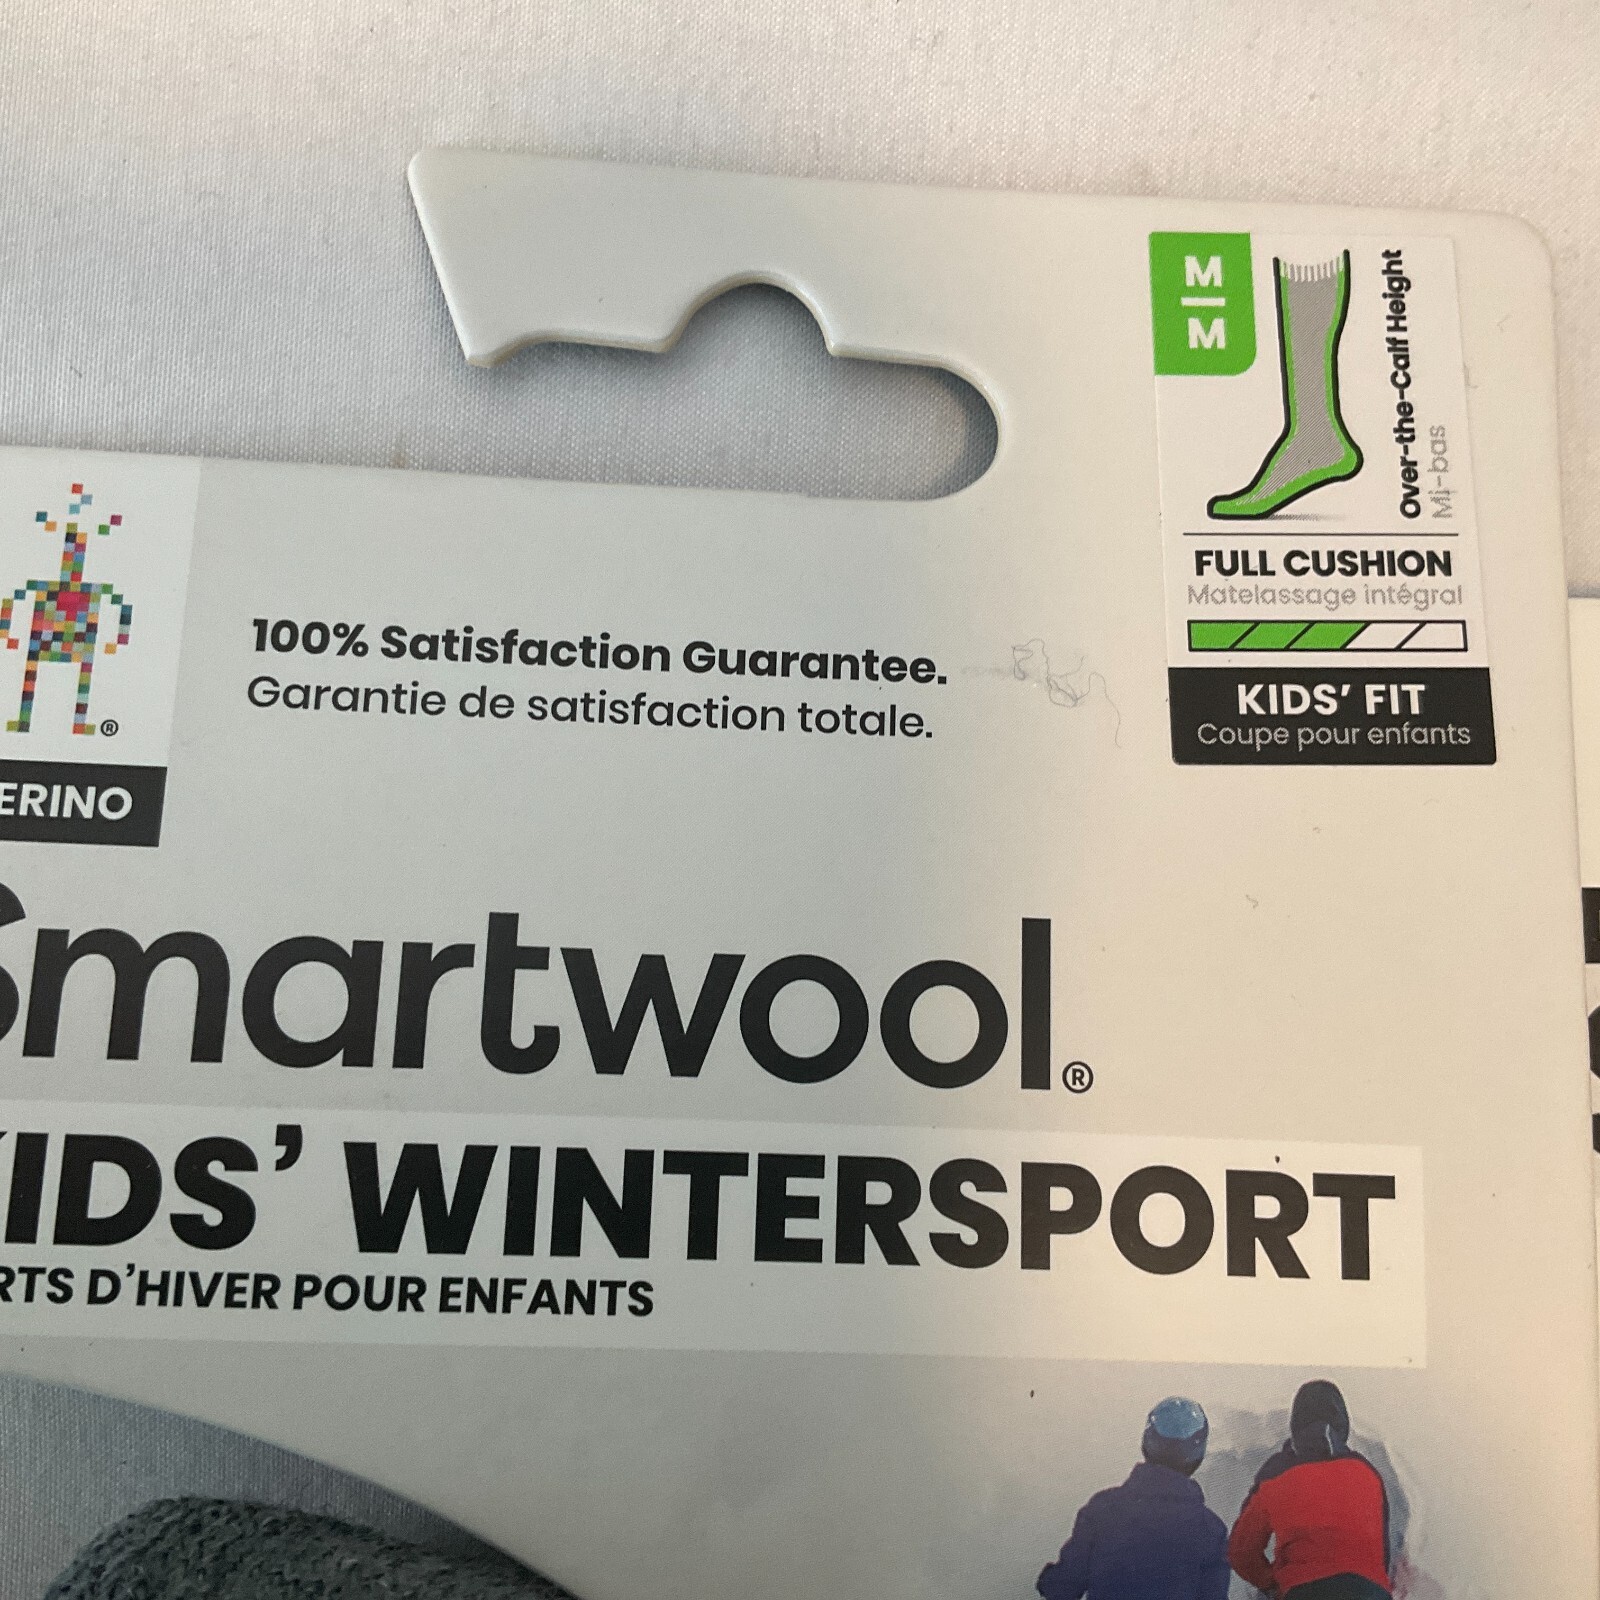 M
M
Over-the-Calf Height
Mi-bas
FULL CUSHION
Matelassage intégral
KIDS' FIT
Coupe pour enfants
100% Satisfaction Guarantee.
Garantie de satisfaction totale.
®
ERINO
Smartwool®
KIDS' WINTERSPORT
RTS D'HIVER POUR ENFANTS